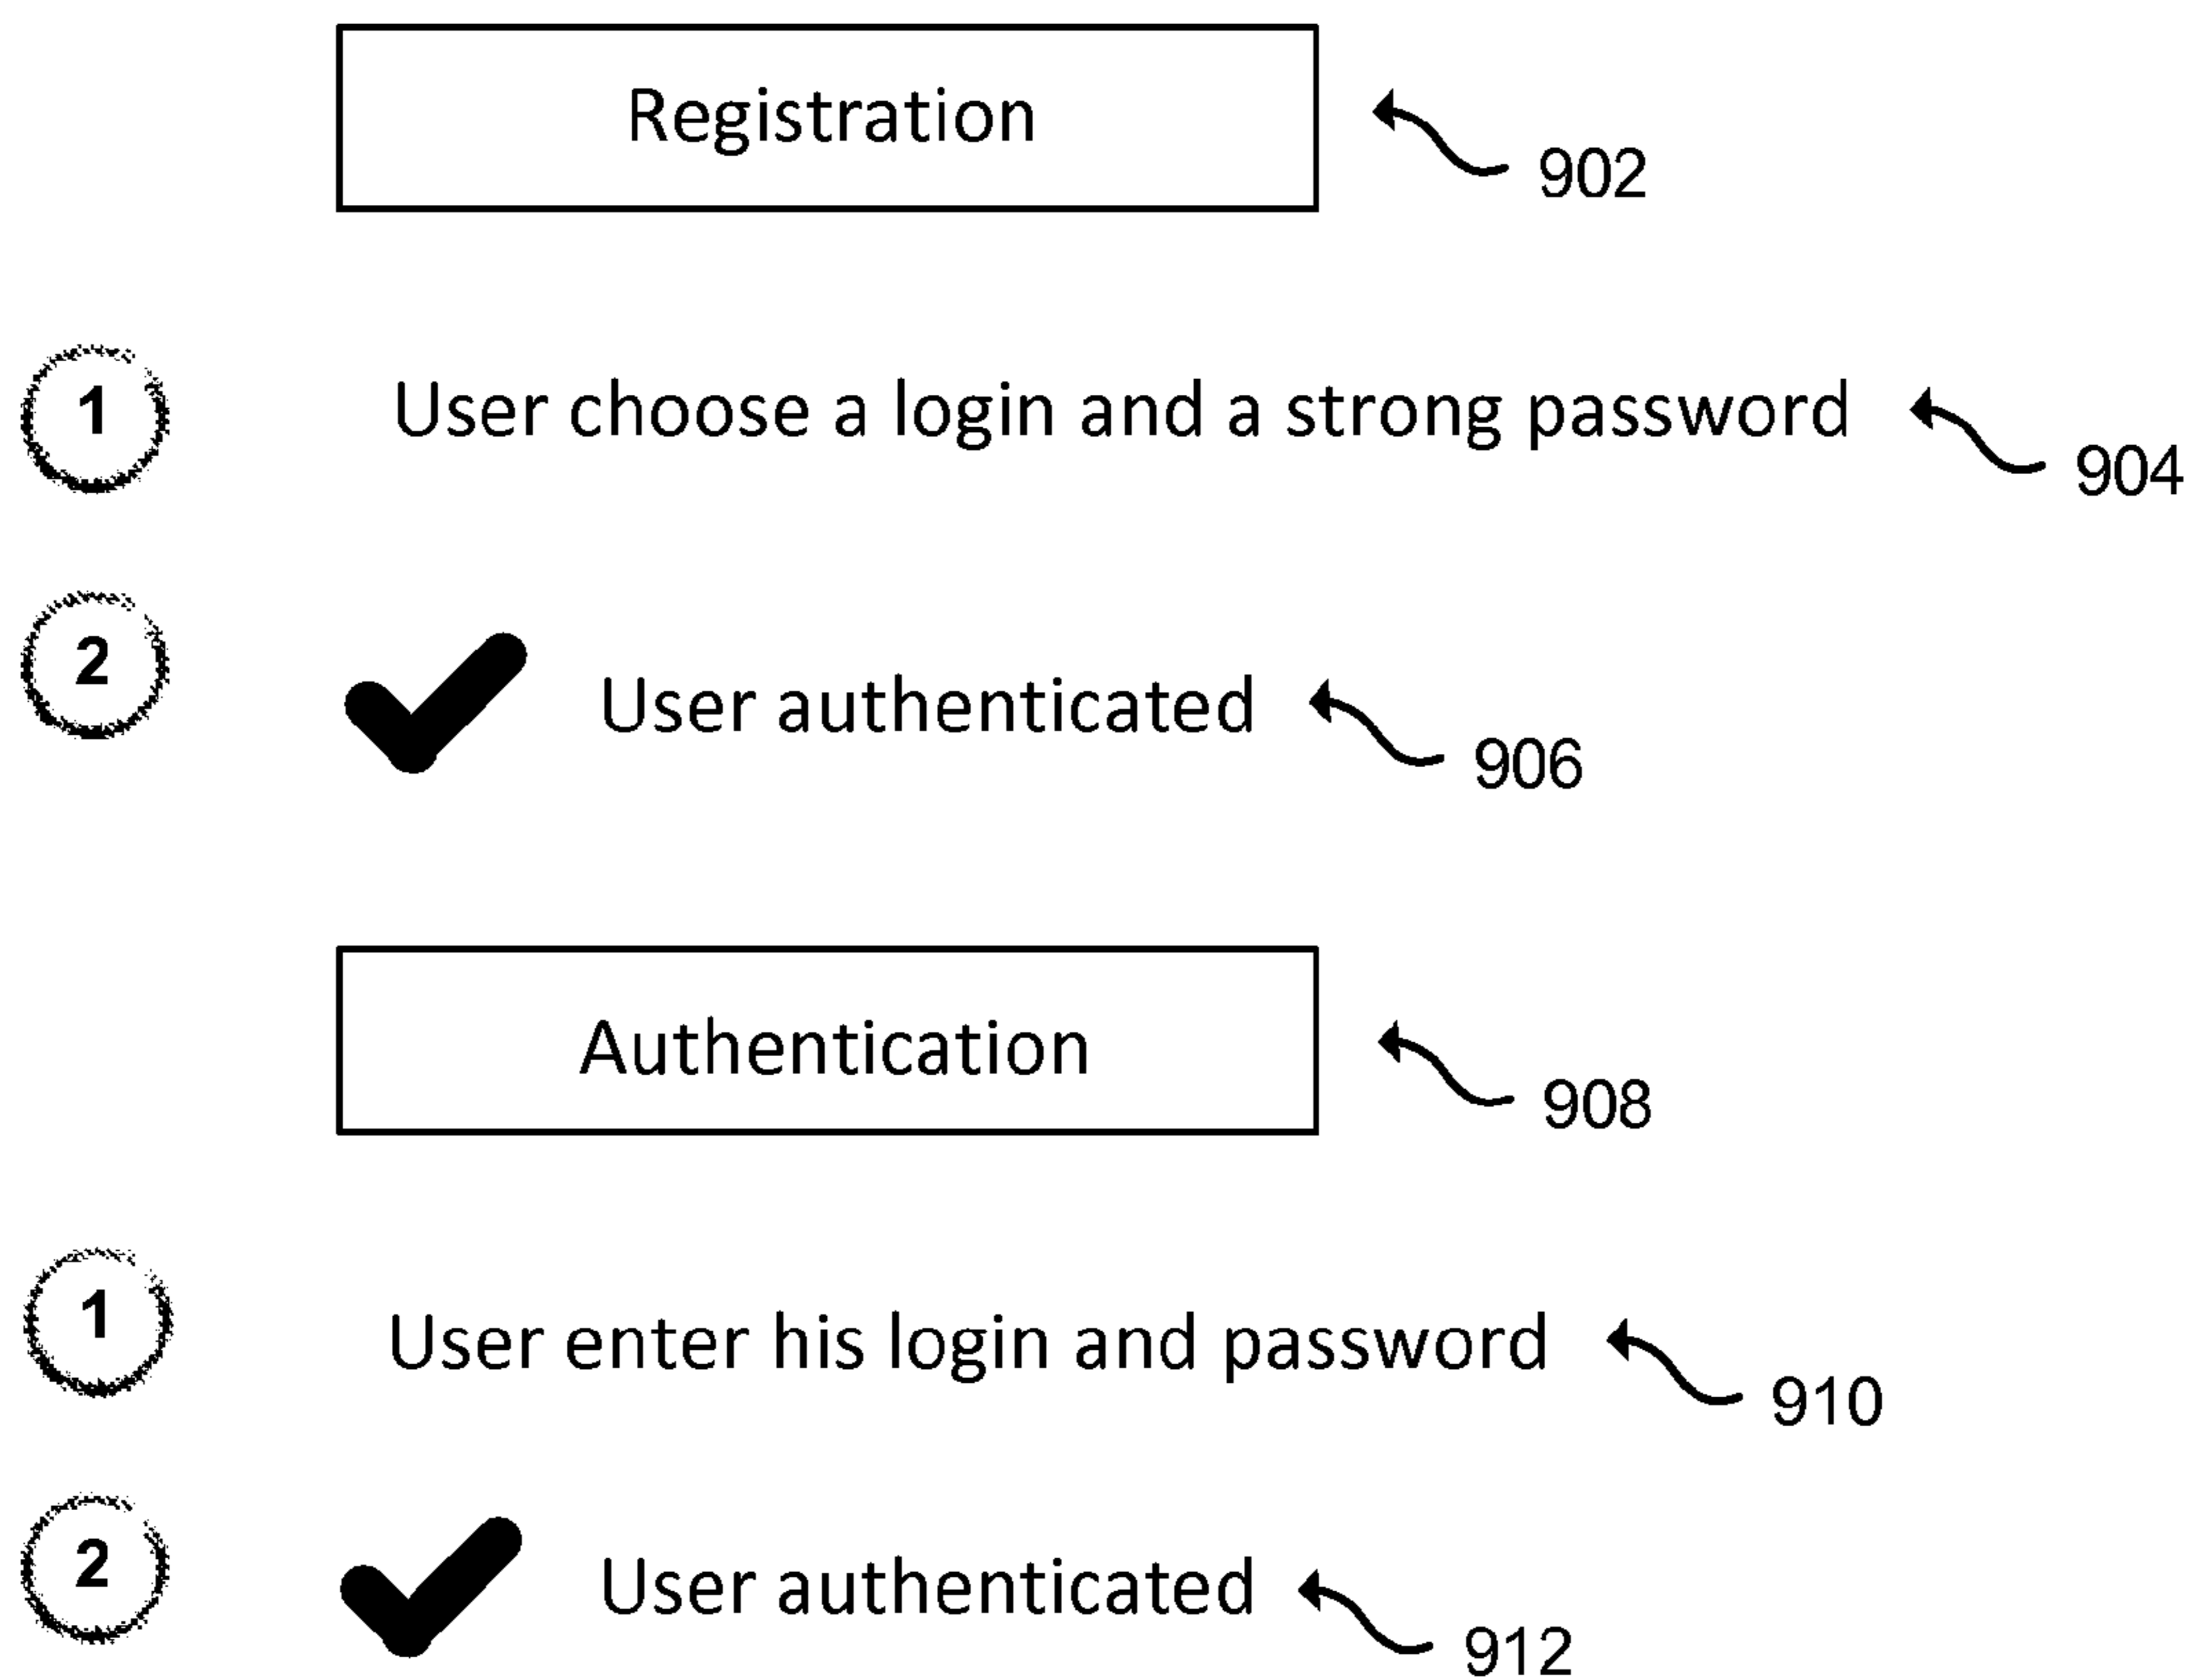 Registration
902
1
User choose a login and a strong password
904
2
User authenticated
906
Authentication
908
1
User enter his login and password
910
2
User authenticated
912